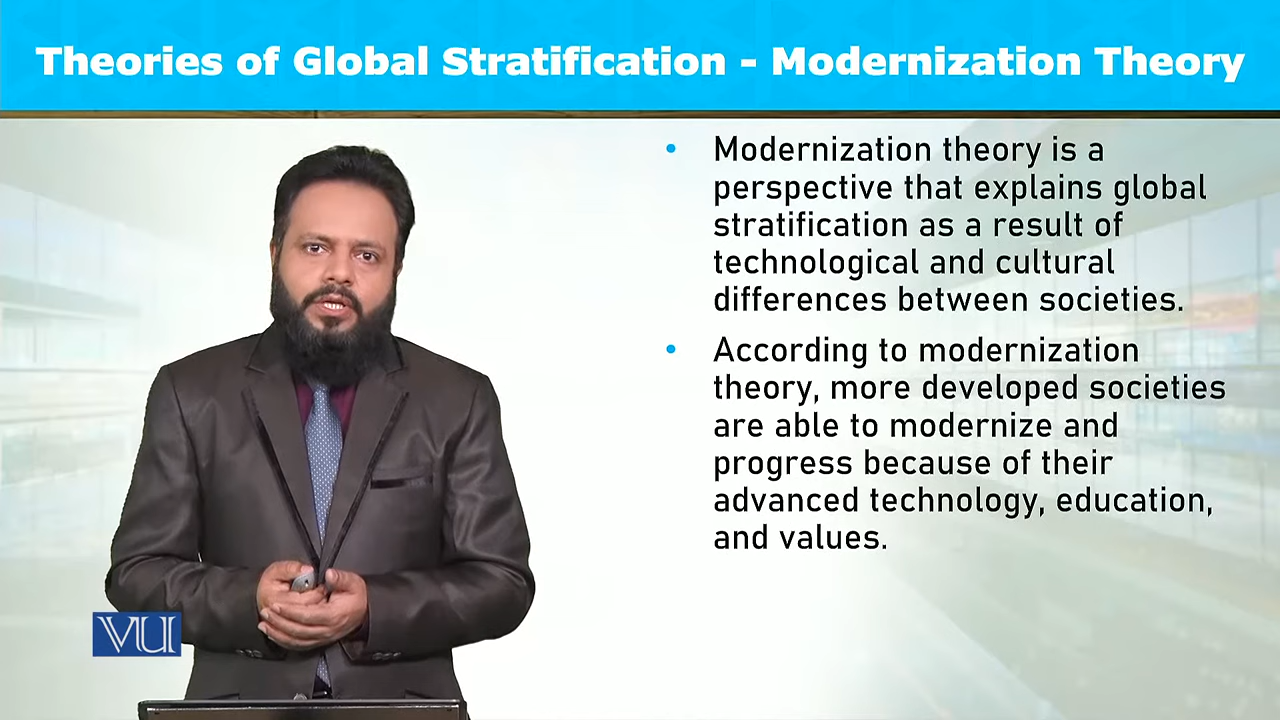 Theories of Global Stratification - Modernization Theory
• Modernization theory is a
perspective that explains global
stratification as a result of
technological and cultural
differences between societies.
• According to modernization
theory, more developed societies
are able to modernize and
progress because of their
advanced technology, education,
and values.
VU